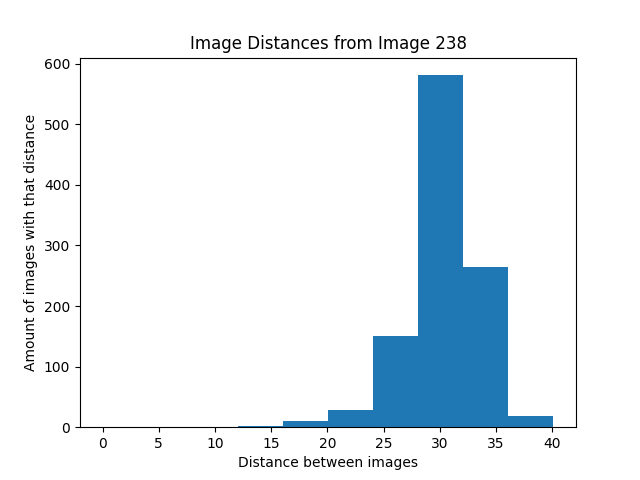 Image Distances from Image 238
600
500
400
300
200
100
0
Amount of images with that distance
0 5 10 15 20 25 30 35 40
Distance between images